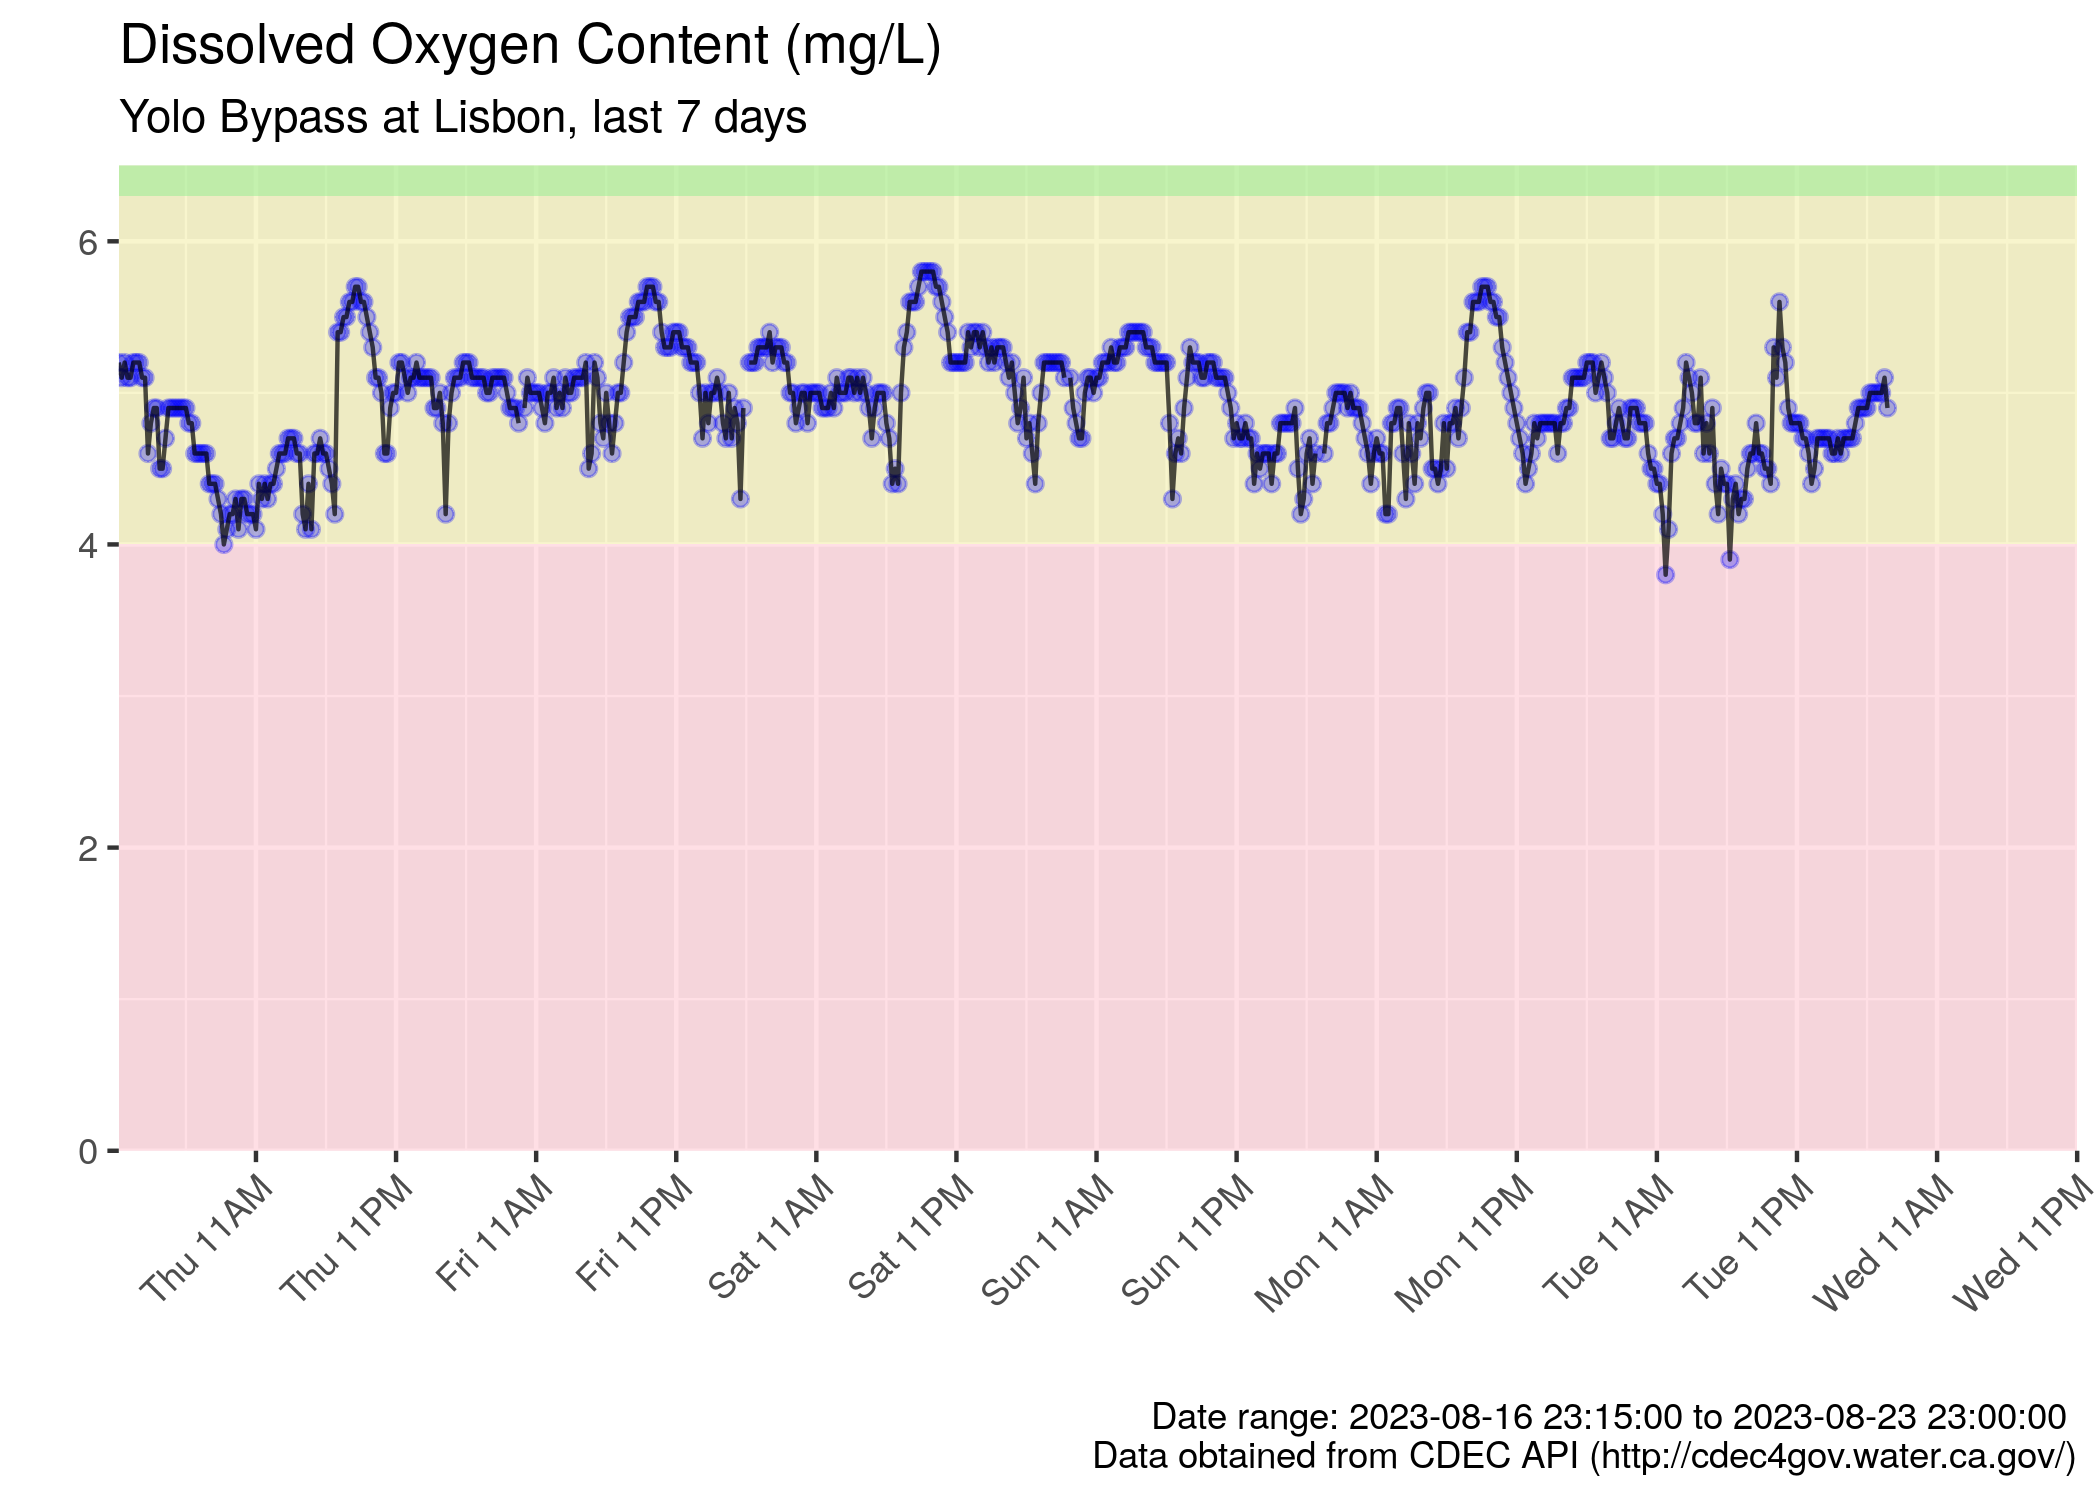 Dissolved Oxygen Content (mg/L)
Yolo Bypass at Lisbon, last 7 days
6
4
2
0
Thu 11AM
Thu 11PM
Fri 11AM
Fri 11PM
Sat 11AM
Sat 11PM
Sun 11AM
Sun 11PM
Mon 11AM
Mon 11PM
Tue 11AM
Tue 11PM
Wed 11AM
Wed 11PM
Date range: 2023-08-16 23:15:00 to 2023-08-23 23:00:00
Data obtained from CDEC API (http://cdec4gov.water.ca.gov/)